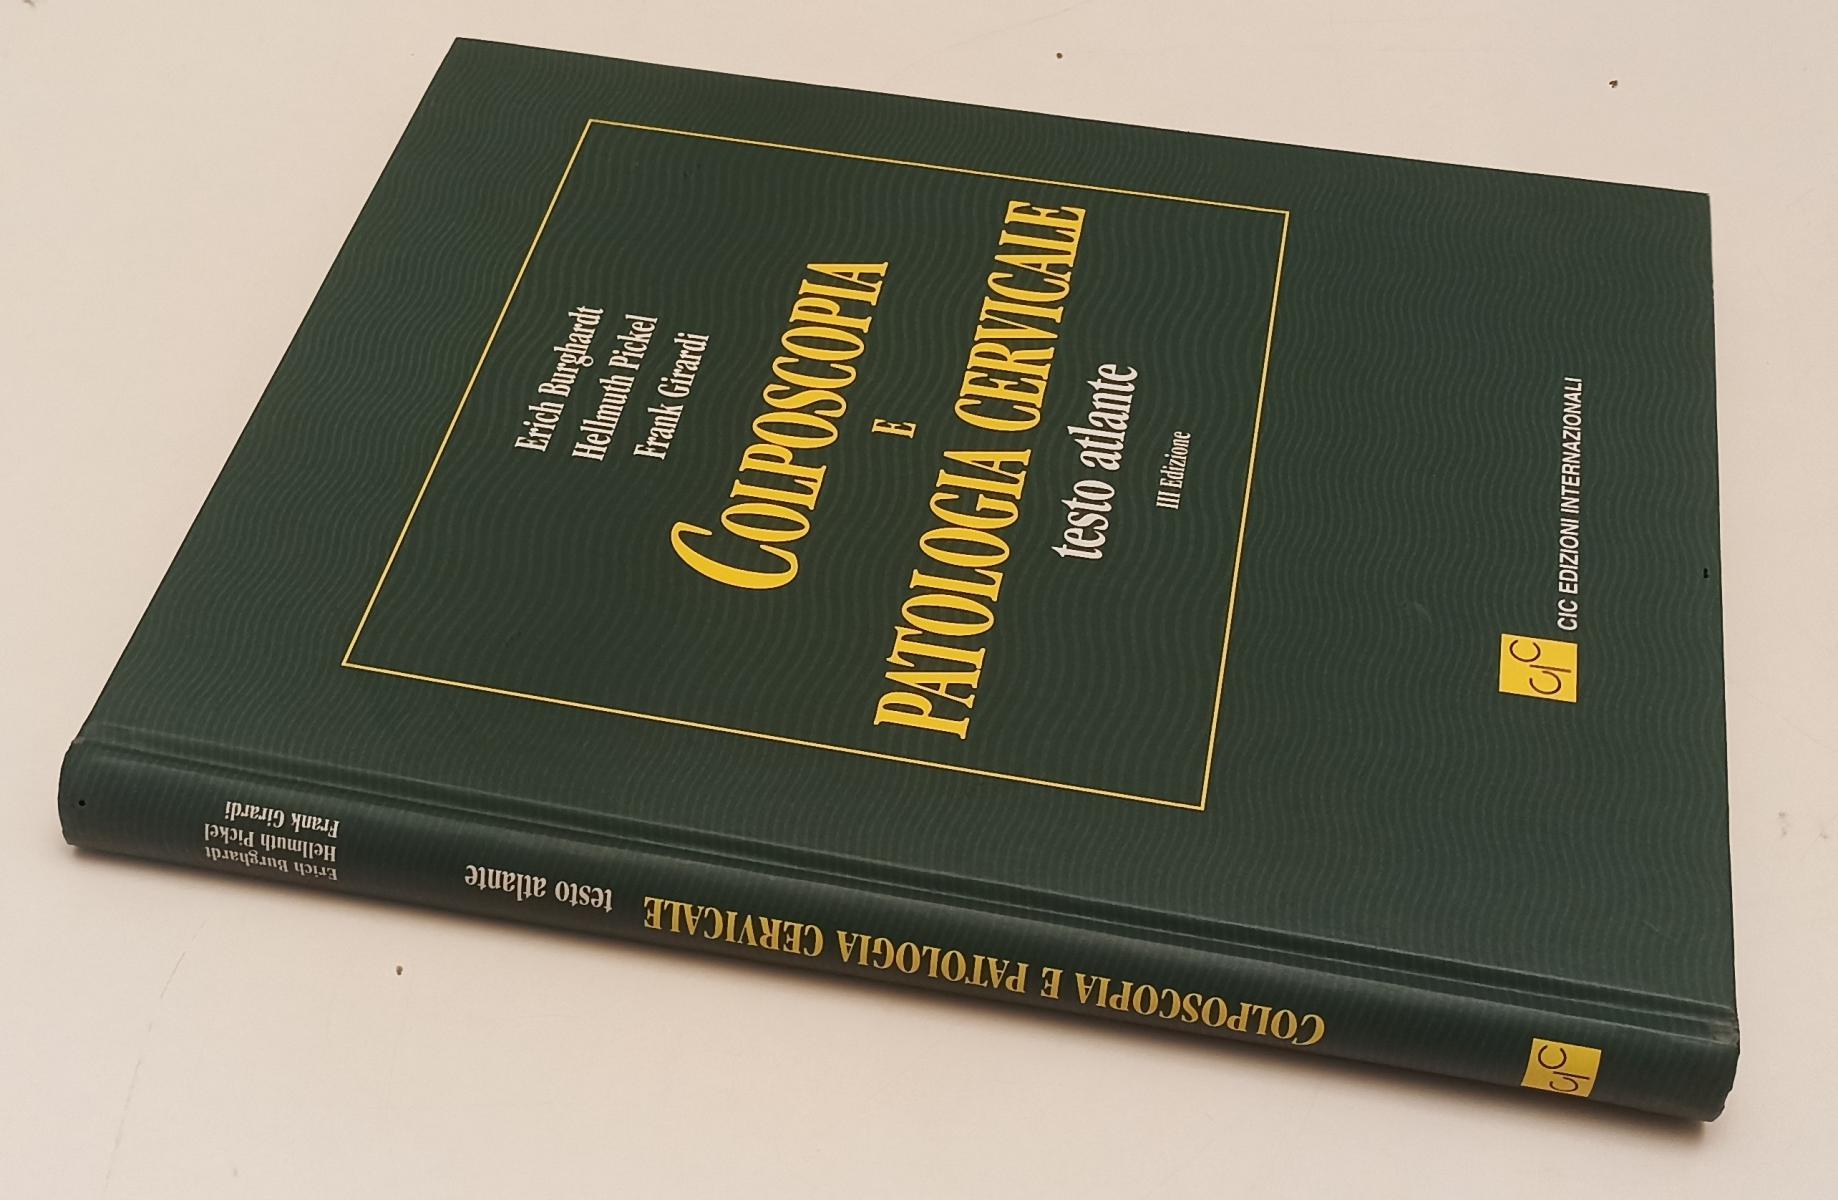 Erich Burghardt
Hellmuth Pickel
Frank Girardi
COLPOSCOPIA
E
PATOLOGIA CERVICALE
testo atlante
III Edizione
CIC
CIC EDIZIONI INTERNAZIONALI
CIC
COLPOSCOPIA E PATOLOGIA CERVICALE testo atlante
Erich Burghardt
Hellmuth Pickel
Frank Girardi